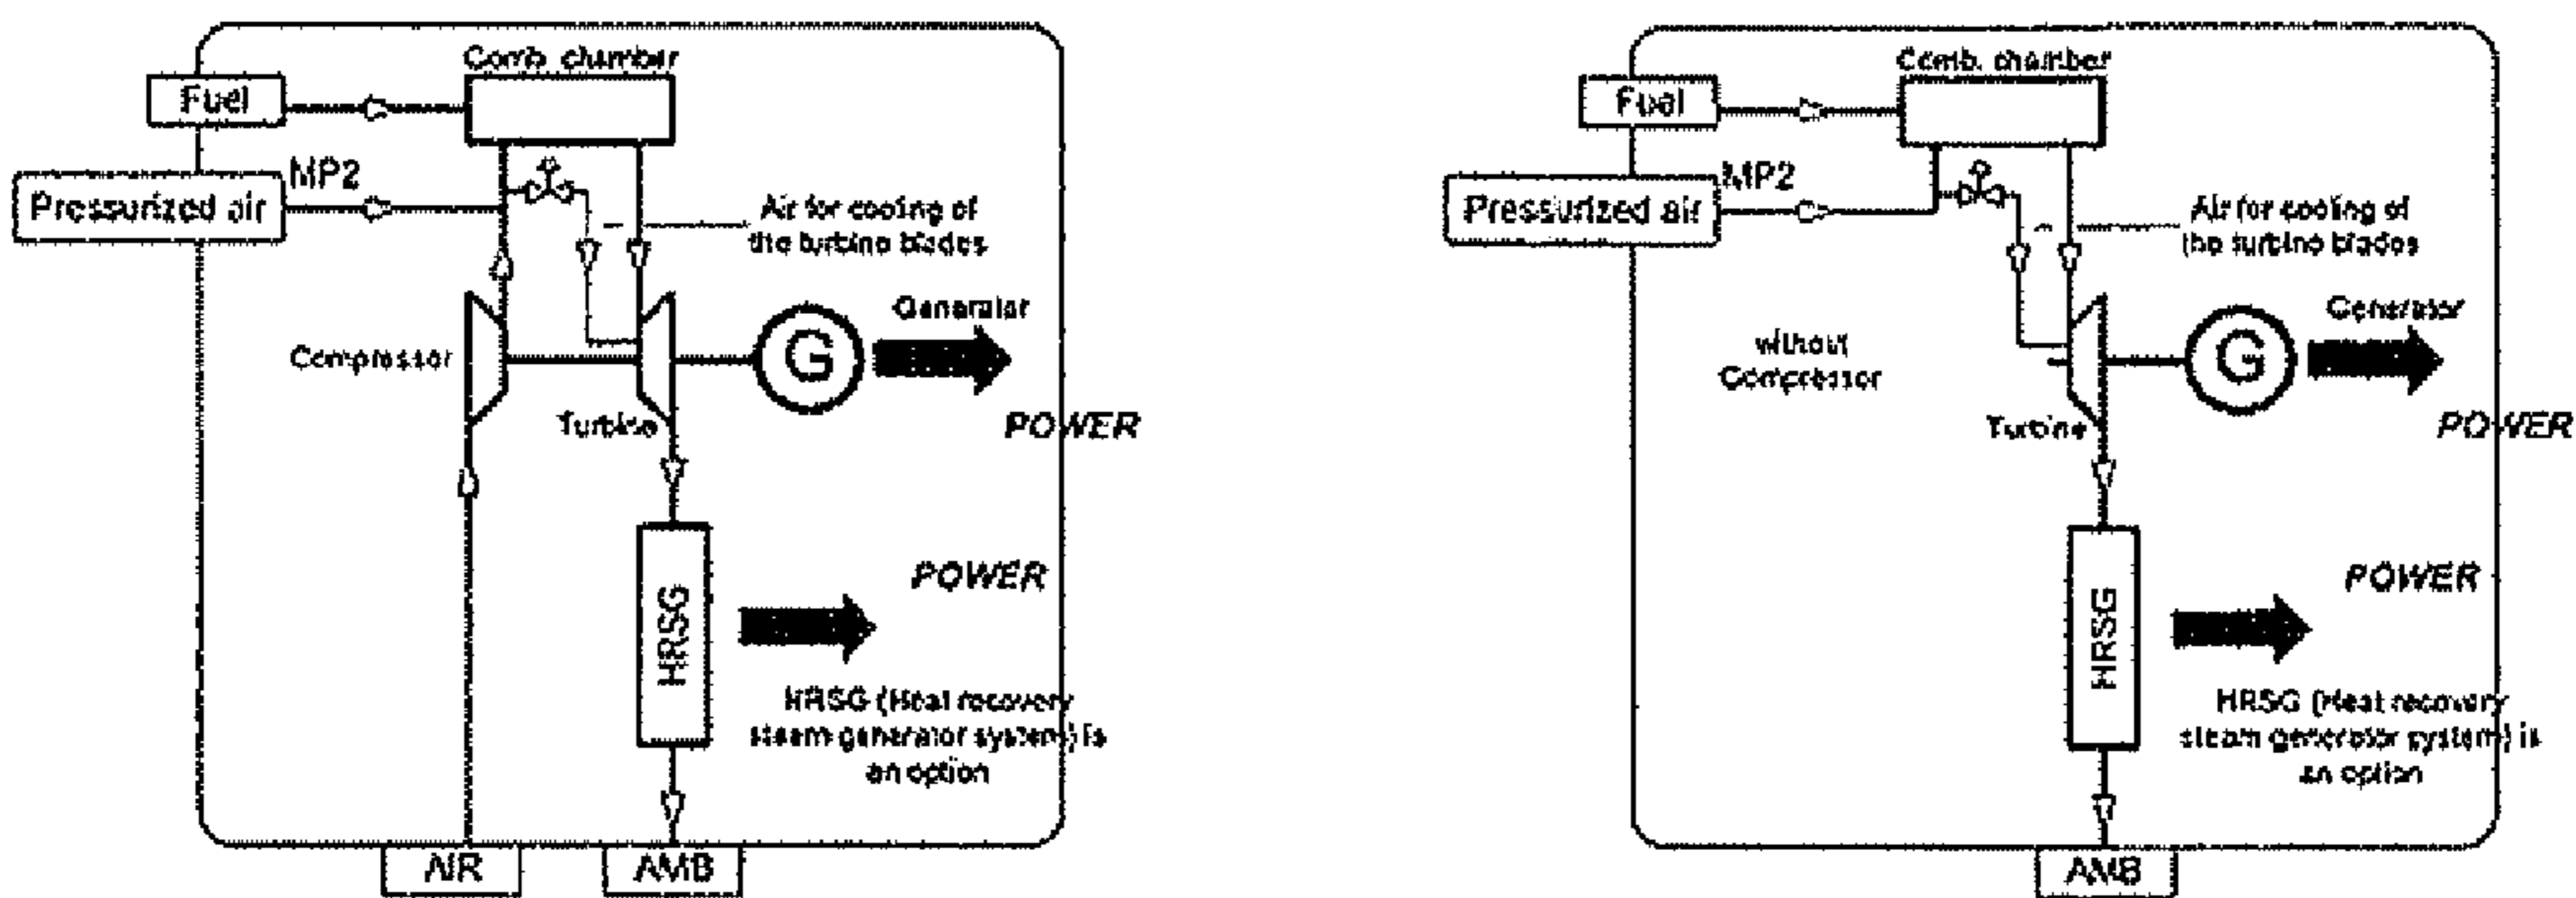 Comb. chamber
Fuel
MP2
Pressurized air
Air for cooling of
the turbine blades
Generator
Compressor
G
Turbine
POWER
POWER
HRSG
HRSG (Heat recovery
steam generator system) is
an option
AIR
AMB
Comb. chamber
Fuel
MP2
Pressurized air
Air for cooling of
the turbine blades
Generator
without
Compressor
G
Turbine
POWER
POWER
HRSG
HRSG (Heat recovery
steam generator system) is
an option
AMB